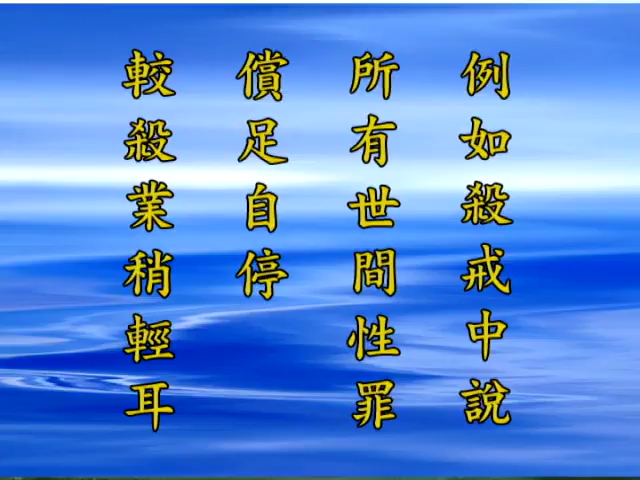 例如殺戒中說
所有世間性罪
償足自停
較殺業稍輕耳